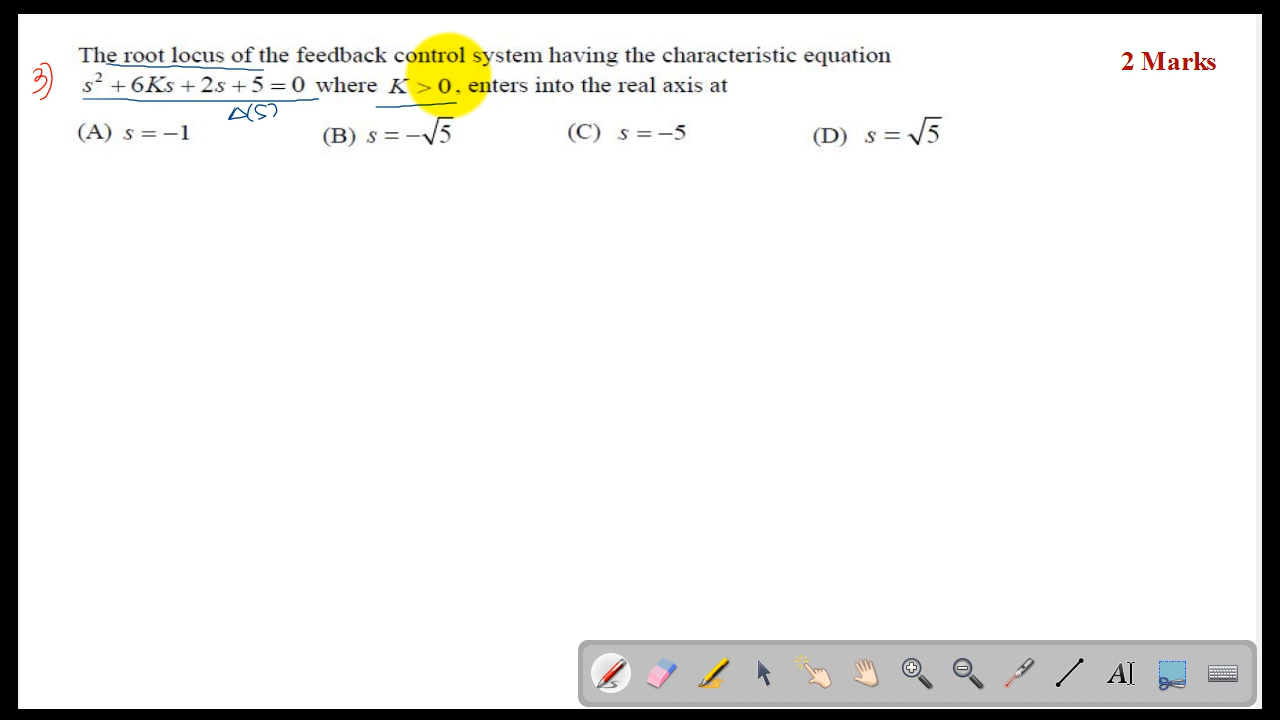 3)
The root locus of the feedback control system having the characteristic equation
2 Marks
s² + 6Ks + 2s + 5 = 0 where K > 0, enters into the real axis at
Δ(s)
(A) s = −1 (B) s = −√5 (C) s = −5 (D) s = √5
A